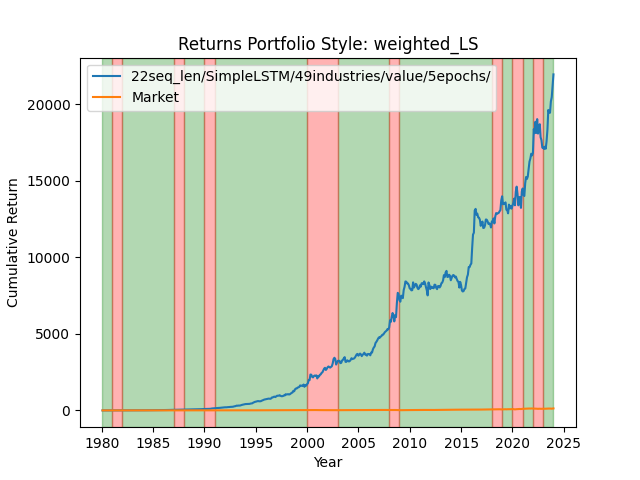 Returns Portfolio Style: weighted_LS
22seq_len/SimpleLSTM/49industries/value/5epochs/
Market
Cumulative Return
20000
15000
10000
5000
0
1980 1985 1990 1995 2000 2005 2010 2015 2020 2025
Year